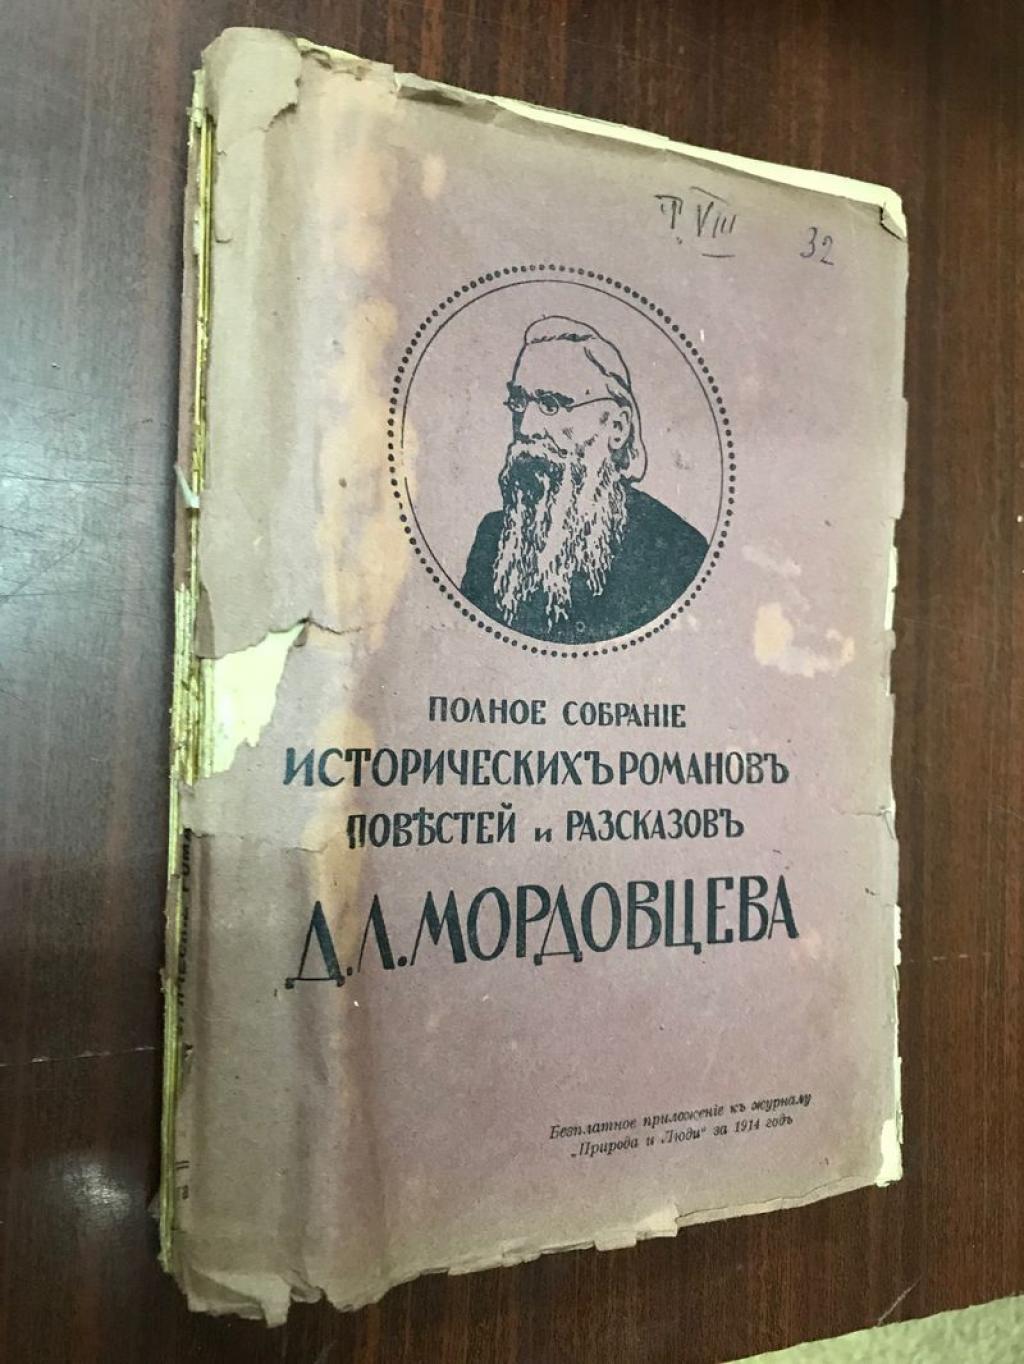 Т. VIII 32
ПОЛНОЕ СОБРАНІЕ
ИСТОРИЧЕСКИХЪ РОМАНОВЪ
ПОВѢСТЕЙ и РАЗСКАЗОВЪ
Д.Л.МОРДОВЦЕВА
Безплатное приложеніе къ журналу
„Природа и Люди“ за 1914 годъ